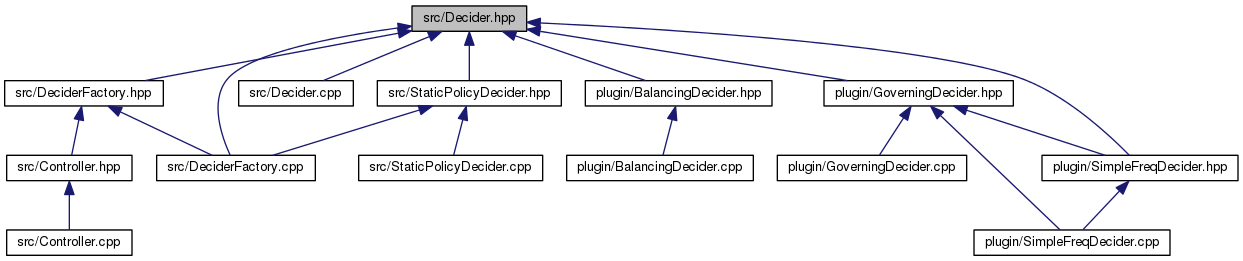 src/Decider.hpp
src/DeciderFactory.hpp
src/Decider.cpp
src/StaticPolicyDecider.hpp
plugin/BalancingDecider.hpp
plugin/GoverningDecider.hpp
src/Controller.hpp
src/DeciderFactory.cpp
src/StaticPolicyDecider.cpp
plugin/BalancingDecider.cpp
plugin/GoverningDecider.cpp
plugin/SimpleFreqDecider.hpp
src/Controller.cpp
plugin/SimpleFreqDecider.cpp